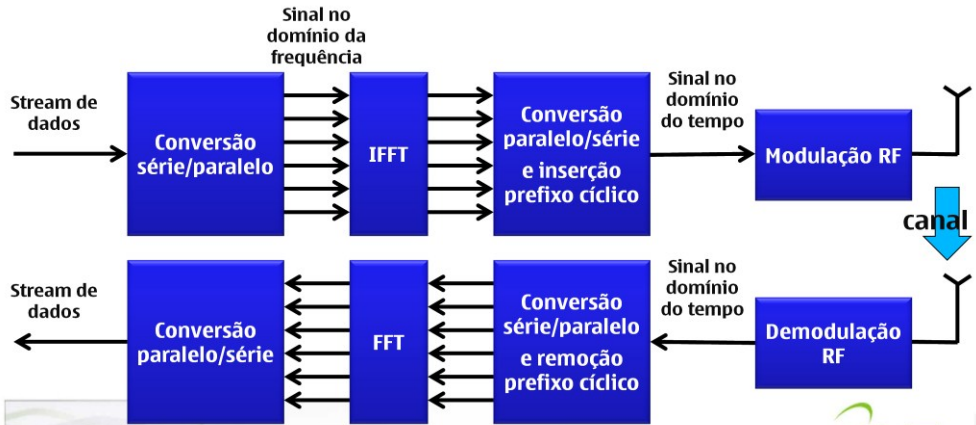 Sinal no
domínio da
frequência
Stream de
dados
Conversão
série/paralelo
IFFT
Conversão
paralelo/série
e inserção
prefixo cíclico
Sinal no
domínio
do tempo
Modulação RF
canal
Stream de
dados
Conversão
paralelo/série
FFT
Conversão
série/paralelo
e remoção
prefixo cíclico
Sinal no
domínio
do tempo
Demodulação
RF